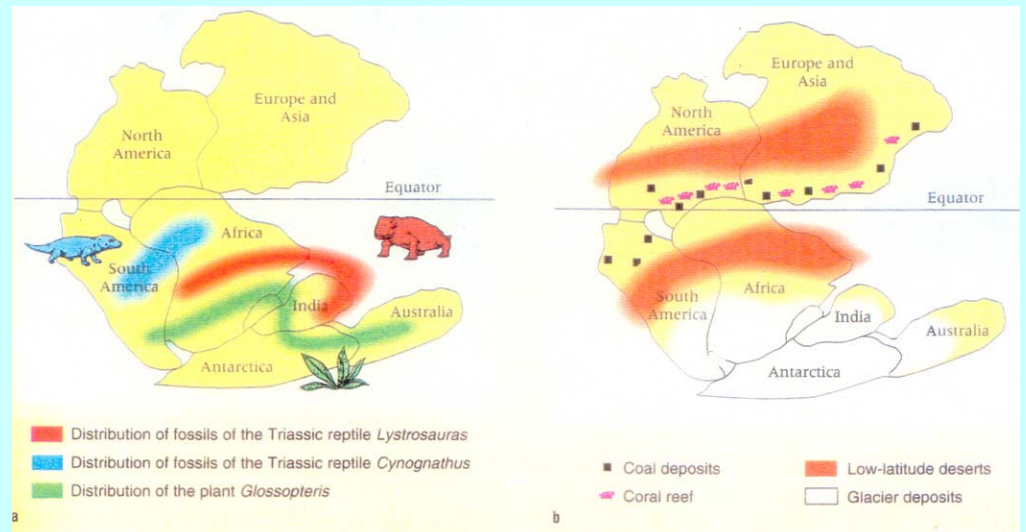 Europe and
Asia
North
America
Equator
Africa
South
America
India
Australia
Antarctica
Distribution of fossils of the Triassic reptile Lystrosauras
Distribution of fossils of the Triassic reptile Cynognathus
Distribution of the plant Glossopteris
a
Europe and
Asia
North
America
Equator
Africa
South
America
India
Australia
Antarctica
Coal deposits
Low-latitude deserts
Coral reef
Glacier deposits
b